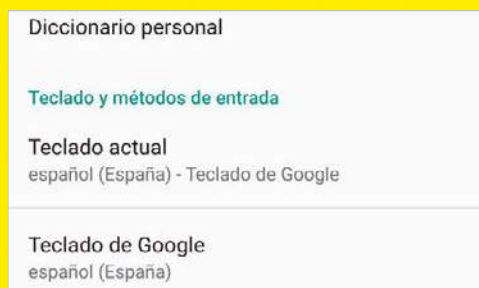 Diccionario personal
Teclado y métodos de entrada
Teclado actual
español (España) - Teclado de Google
Teclado de Google
español (España)